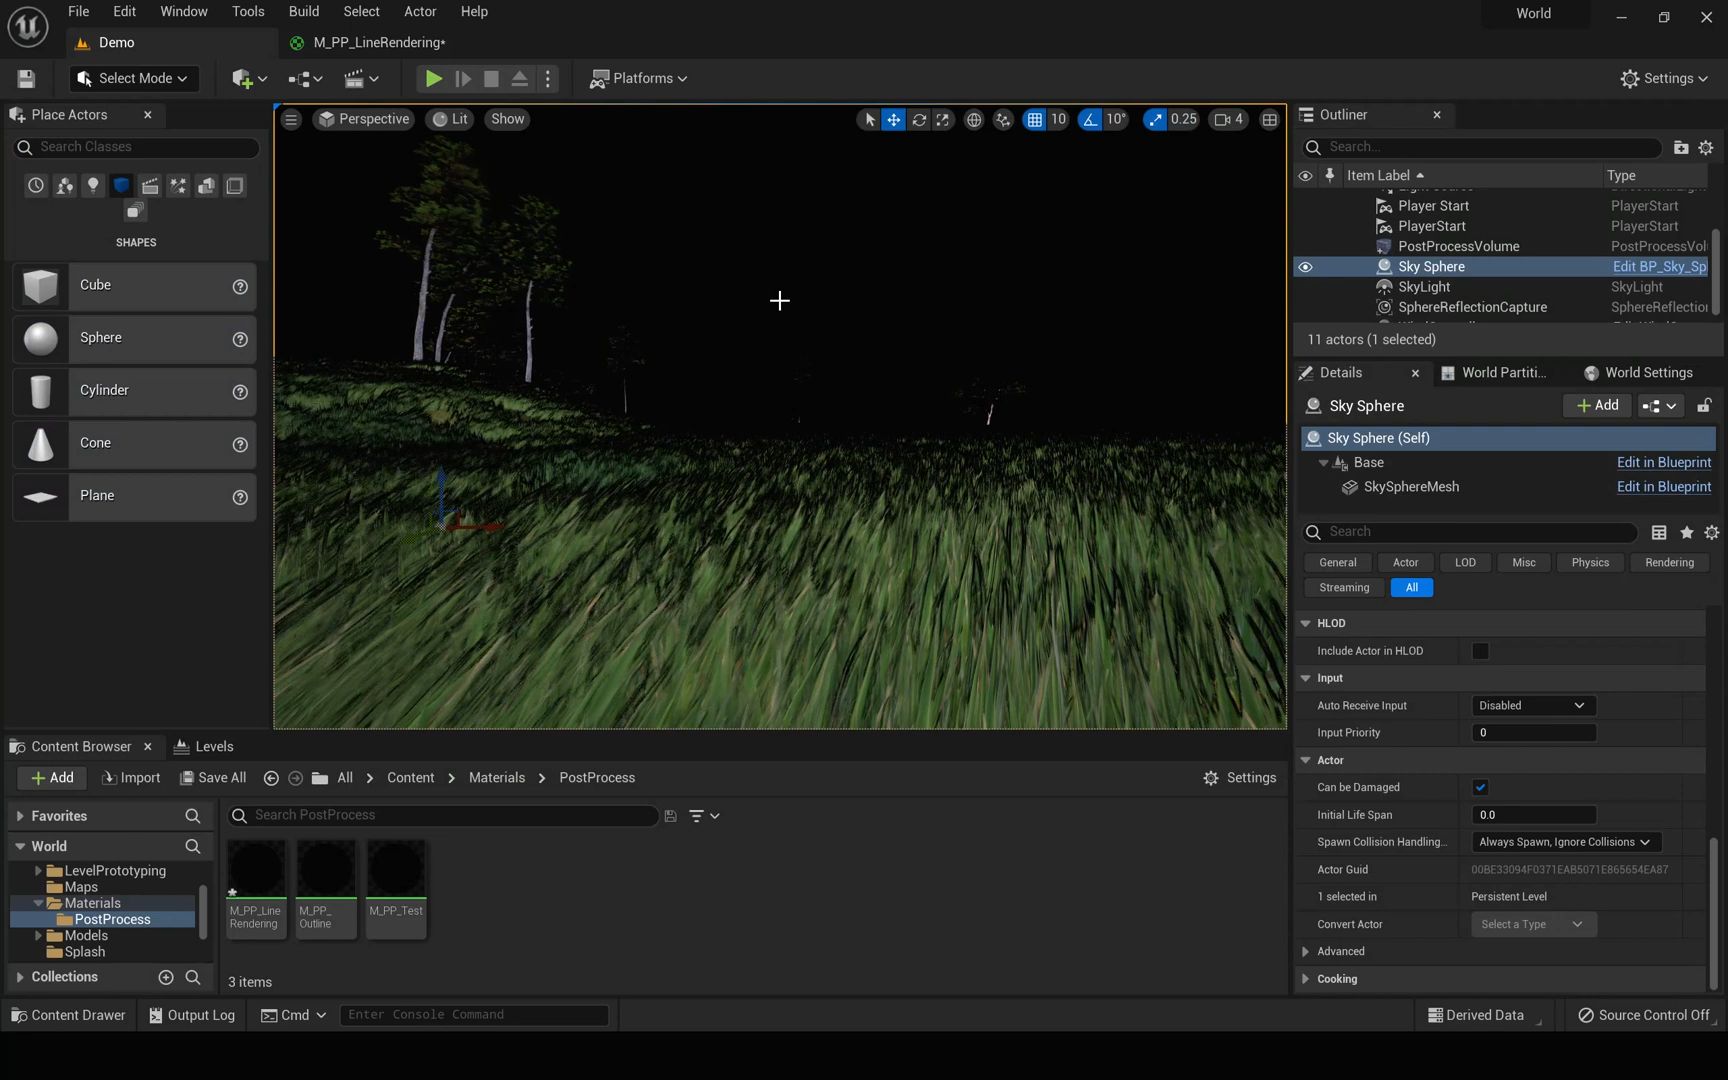 File Edit Window Tools Build Select Actor Help
World
Demo
M_PP_LineRendering*
Select Mode
Platforms
Settings
Place Actors
Search Classes
SHAPES
Cube
Sphere
Cylinder
Cone
Plane
Perspective
Lit
Show
10
10°
0.25
4
Outliner
Search...
Item Label
Type
Player Start PlayerStart
PlayerStart PlayerStart
PostProcessVolume PostProcessVol
Sky Sphere Edit BP_Sky_Sp
SkyLight SkyLight
SphereReflectionCapture SphereReflection
11 actors (1 selected)
Details
World Partiti...
World Settings
Sky Sphere
Add
Sky Sphere (Self)
Base Edit in Blueprint
SkySphereMesh Edit in Blueprint
Search
General Actor LOD Misc Physics Rendering
Streaming All
HLOD
Include Actor in HLOD
Input
Auto Receive Input Disabled
Input Priority 0
Actor
Can be Damaged
Initial Life Span 0.0
Spawn Collision Handling... Always Spawn, Ignore Collisions
Actor Guid 00BE33094F0371EAB5071E865654EA87
1 selected in Persistent Level
Convert Actor Select a Type
Advanced
Cooking
Content Browser
Levels
Add
Import
Save All
All > Content > Materials > PostProcess
Settings
Favorites
World
LevelPrototyping
Maps
Materials
PostProcess
Models
Splash
Collections
Search PostProcess
M_PP_Line
Rendering
M_PP_
Outline
M_PP_Test
3 items
Content Drawer
Output Log
Cmd
Enter Console Command
Derived Data
Source Control Off